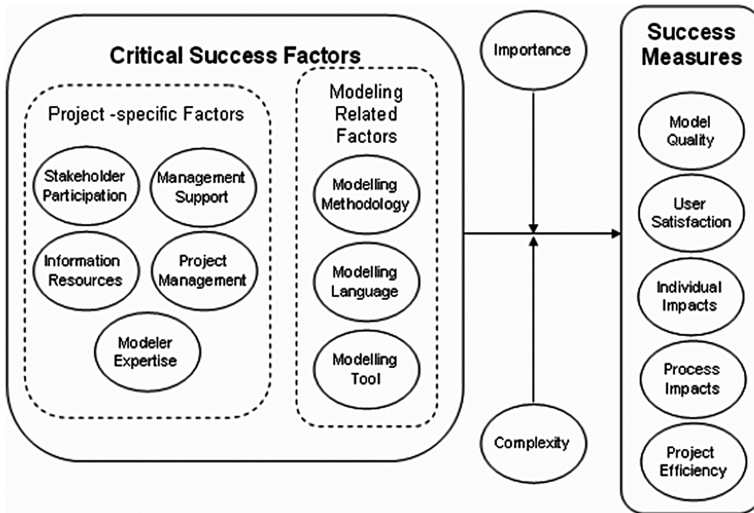 Critical Success Factors
Project -specific Factors
Stakeholder
Participation
Management
Support
Information
Resources
Project
Management
Modeler
Expertise
Modeling
Related
Factors
Modelling
Methodology
Modelling
Language
Modelling
Tool
Importance
Complexity
Success
Measures
Model
Quality
User
Satisfaction
Individual
Impacts
Process
Impacts
Project
Efficiency